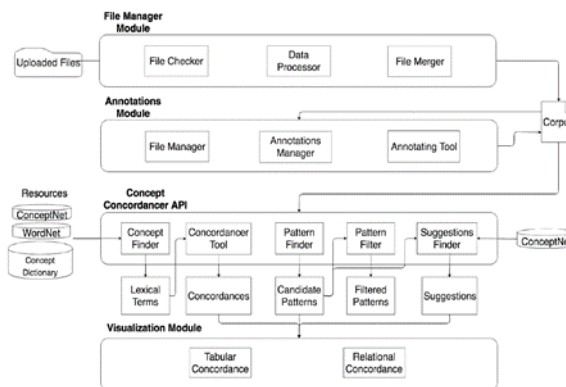 File Manager
Module
Uploaded Files
File Checker
Data
Processor
File Merger
Annotations
Module
Corpu
File Manager
Annotations
Manager
Annotating Tool
Resources
ConceptNet
WordNet
Concept
Dictionary
Concept
Concordancer API
Concept
Finder
Concordancer
Tool
Pattern
Finder
Pattern
Filter
Suggestions
Finder
ConceptNe
Lexical
Terms
Concordances
Candidate
Patterns
Filtered
Patterns
Suggestions
Visualization Module
Tabular
Concordance
Relational
Concordance